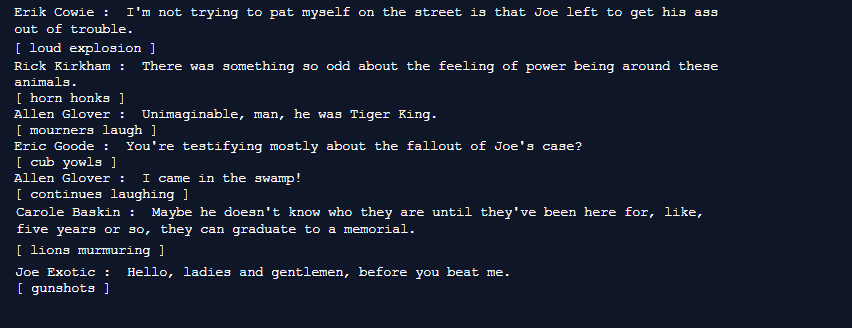 Erik Cowie :  I'm not trying to pat myself on the street is that Joe left to get his ass
out of trouble.
[ loud explosion ]
Rick Kirkham :  There was something so odd about the feeling of power being around these
animals.
[ horn honks ]
Allen Glover :  Unimaginable, man, he was Tiger King.
[ mourners laugh ]
Eric Goode :  You're testifying mostly about the fallout of Joe's case?
[ cub yowls ]
Allen Glover :  I came in the swamp!
[ continues laughing ]
Carole Baskin :  Maybe he doesn't know who they are until they've been here for, like,
five years or so, they can graduate to a memorial.
[ lions murmuring ]
Joe Exotic :  Hello, ladies and gentlemen, before you beat me.
[ gunshots ]